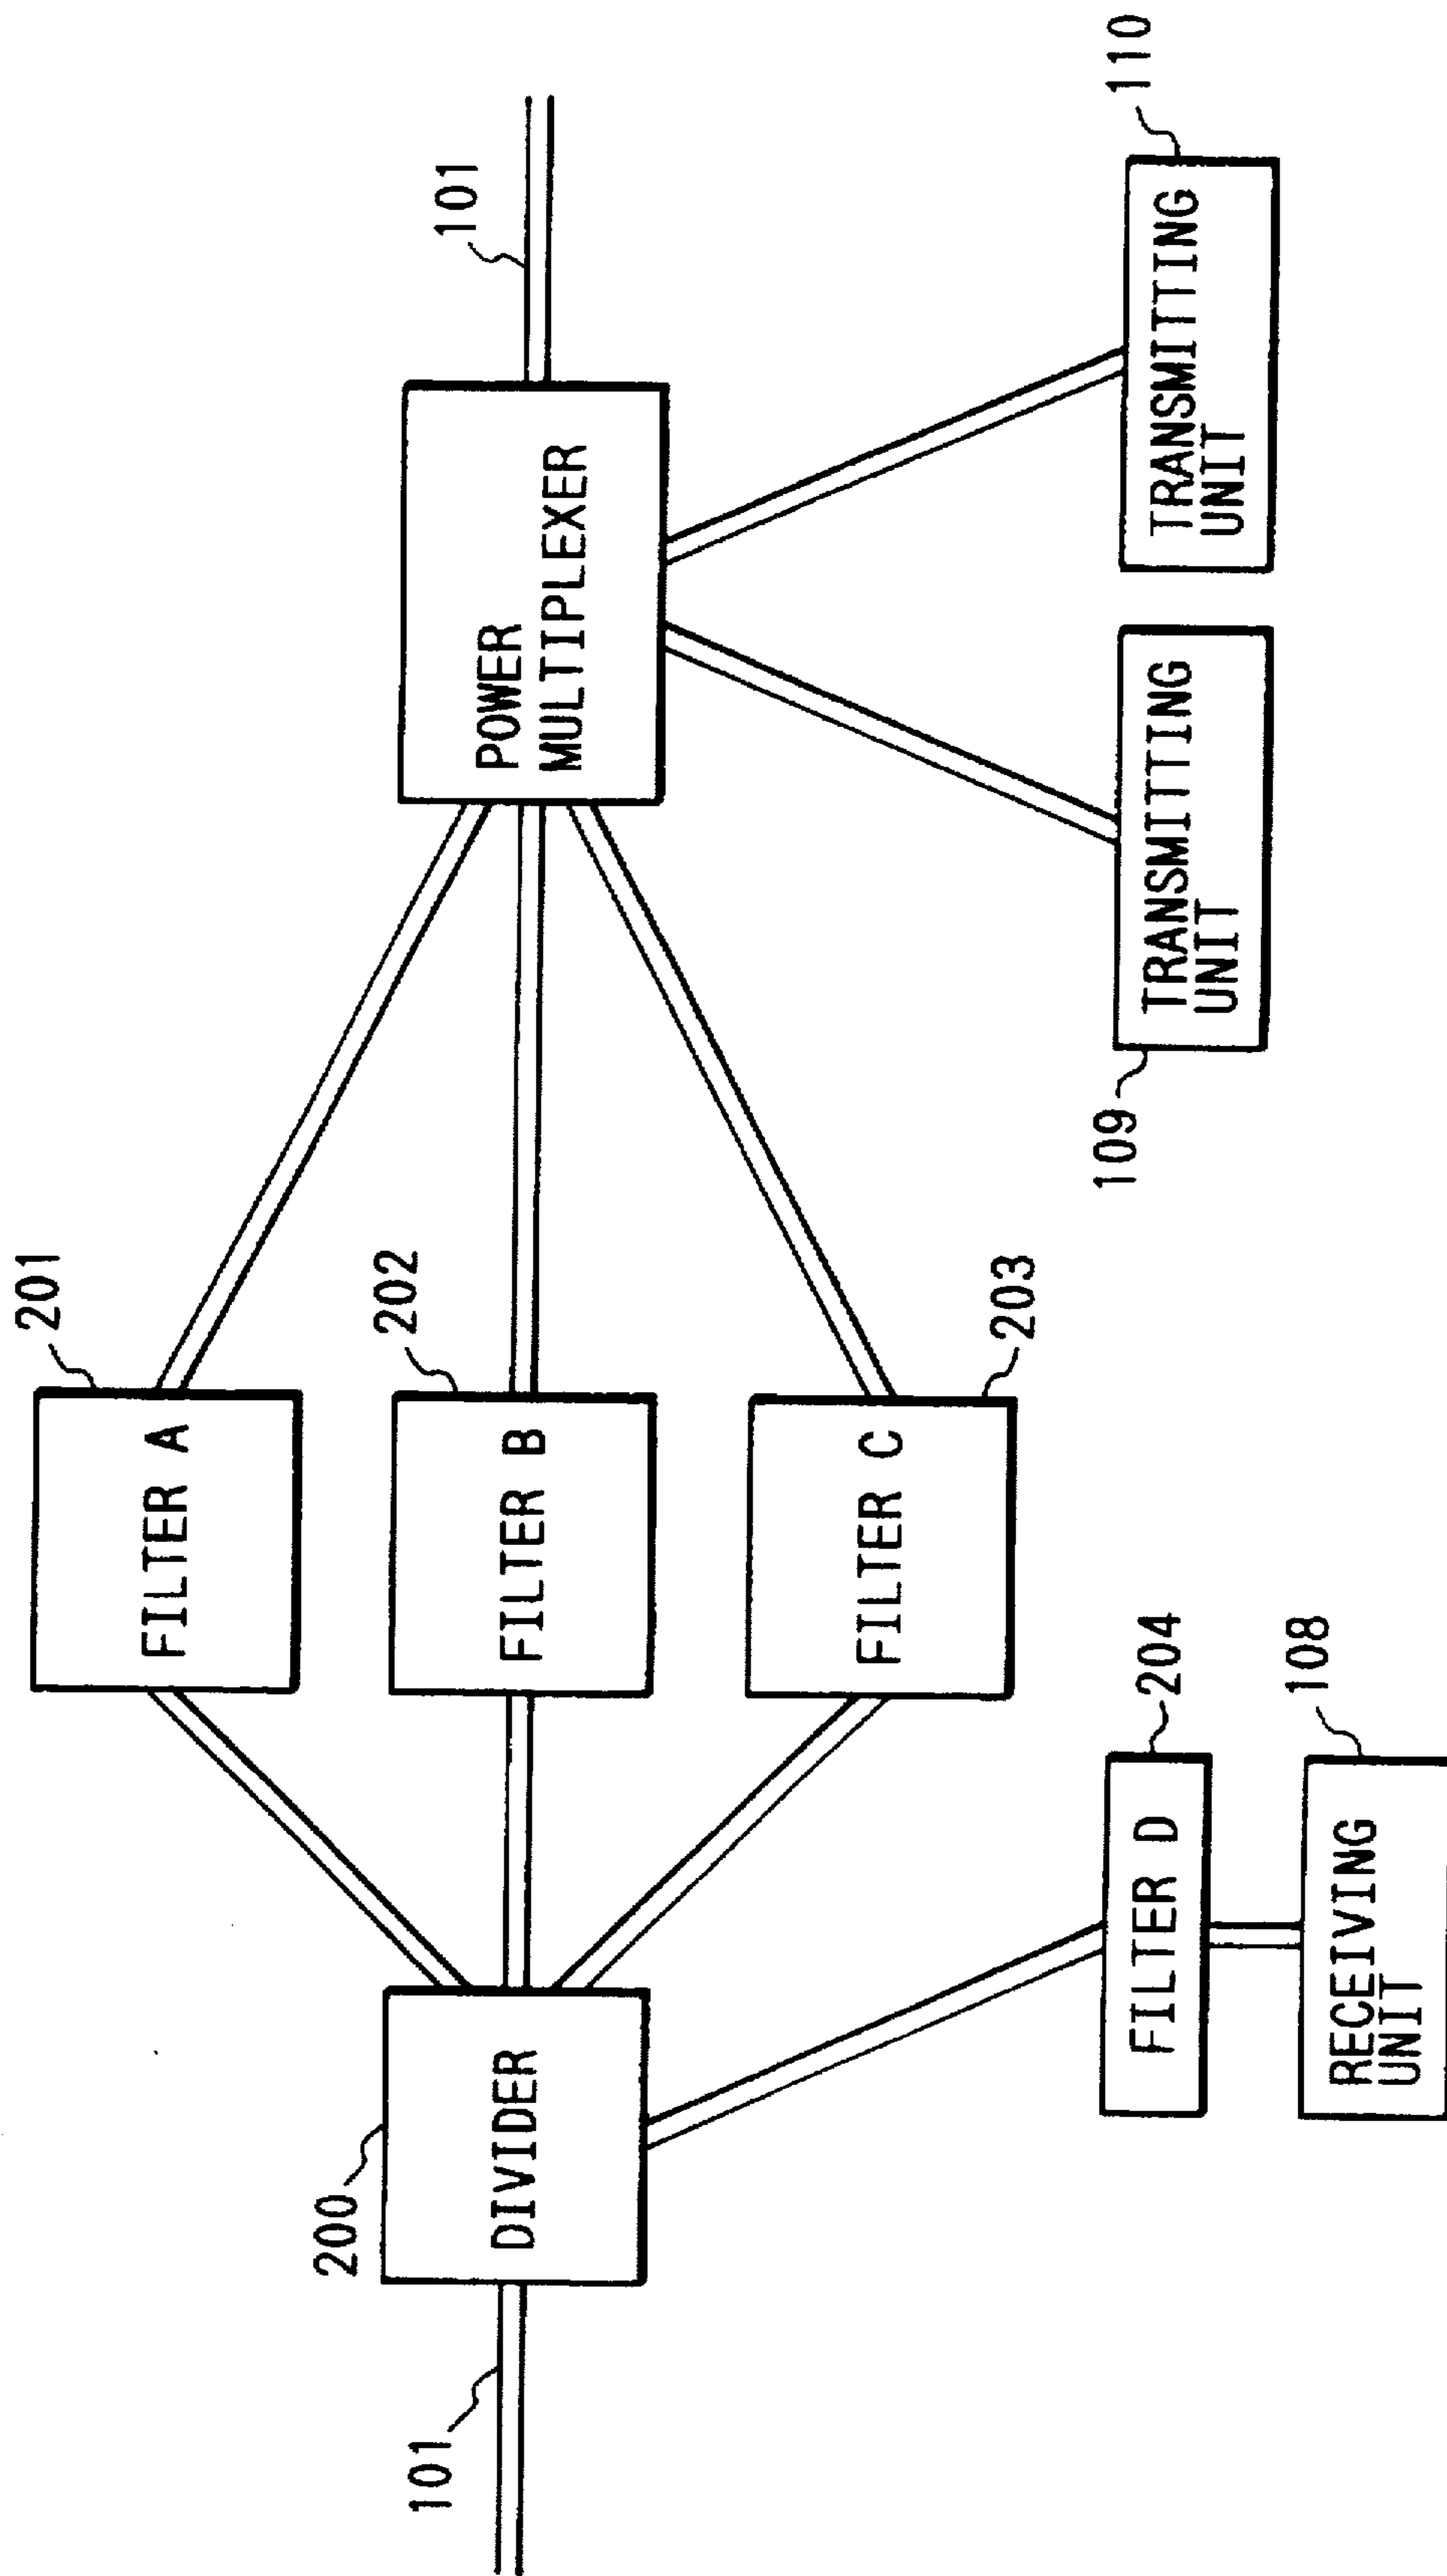 201
FILTER A
202
FILTER B
203
FILTER C
101
200
DIVIDER
POWER
MULTIPLEXER
101
204
FILTER D
108
RECEIVING
UNIT
109
TRANSMITTING
UNIT
110
TRANSMITTING
UNIT